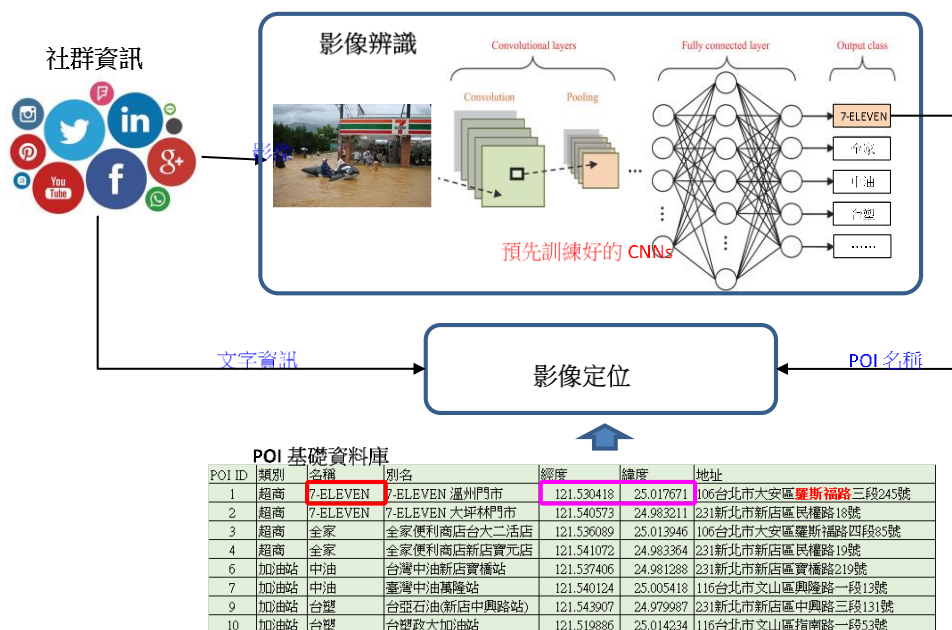 社群資訊
影像辨識
Convolutional layers
Fully connected layer
Output class
Convolution
Pooling
7-ELEVEN
全家
中油
台塑
……
in
f
g+
You
Tube
影像
預先訓練好的 CNNs
文字資訊
影像定位
POI 名稱
POI 基礎資料庫
POI ID 類別 名稱 別名 經度 緯度 地址
1 超商 7-ELEVEN 7-ELEVEN 溫州門市 121.530418 25.017671 106台北市大安區羅斯福路三段245號
2 超商 7-ELEVEN 7-ELEVEN 大坪林門市 121.540573 24.983211 231新北市新店區民權路18號
3 超商 全家 全家便利商店台大二活店 121.536089 25.013946 106台北市大安區羅斯福路四段85號
4 超商 全家 全家便利商店新店寶元店 121.541072 24.983364 231新北市新店區民權路19號
6 加油站 中油 台灣中油新店寶橋站 121.537406 24.981288 231新北市新店區寶橋路219號
7 加油站 中油 臺灣中油萬隆站 121.540124 25.005418 116台北市文山區興隆路一段13號
9 加油站 台塑 台亞石油(新店中興路站) 121.543907 24.979987 231新北市新店區中興路三段131號
10 加油站 台塑 台塑政大加油站 121.519886 25.014234 116台北市文山區指南路一段53號